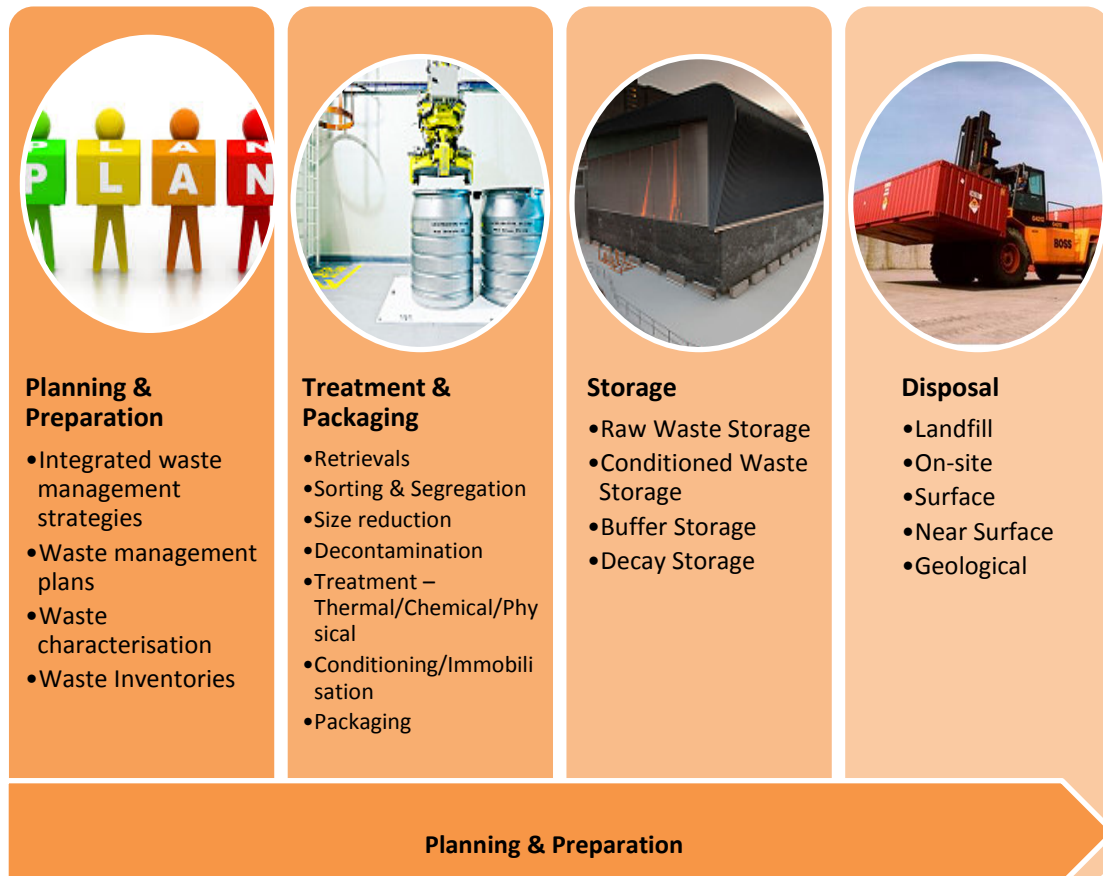 P L A N
P L A N
BOSS
Planning &
Preparation
•Integrated waste
management
strategies
•Waste management
plans
•Waste
characterisation
•Waste Inventories
Treatment &
Packaging
•Retrievals
•Sorting & Segregation
•Size reduction
•Decontamination
•Treatment –
Thermal/Chemical/Phy
sical
•Conditioning/Immobili
sation
•Packaging
Storage
•Raw Waste Storage
•Conditioned Waste
Storage
•Buffer Storage
•Decay Storage
Disposal
•Landfill
•On-site
•Surface
•Near Surface
•Geological
Planning & Preparation